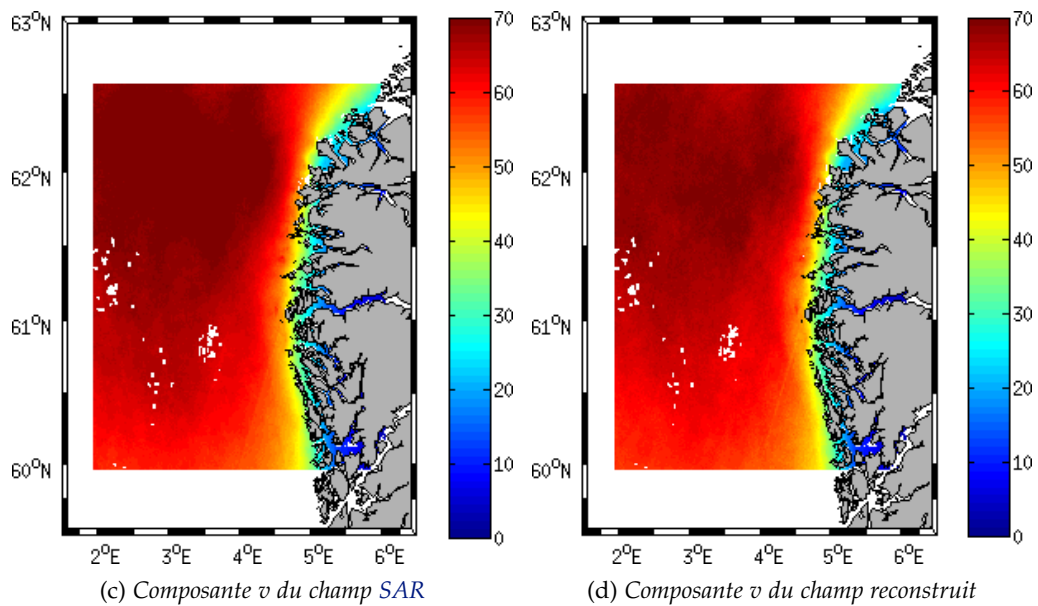 63°N
62°N
61°N
60°N
2°E 3°E 4°E 5°E 6°E
70
60
50
40
30
20
10
0
(c) Composante v du champ SAR
63°N
62°N
61°N
60°N
2°E 3°E 4°E 5°E 6°E
70
60
50
40
30
20
10
0
(d) Composante v du champ reconstruit